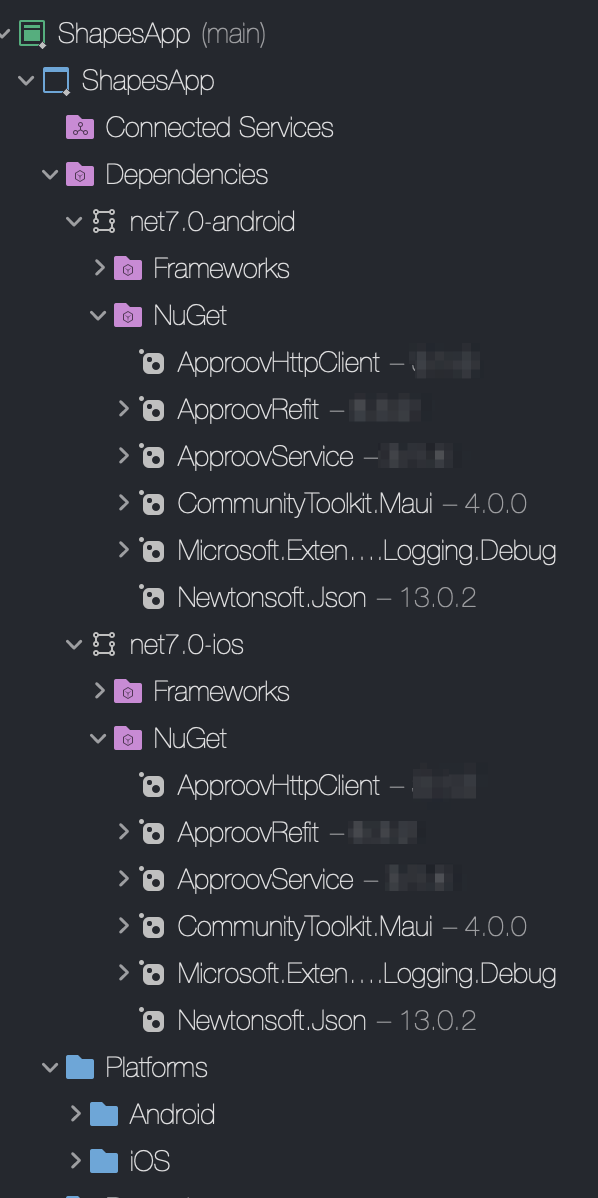 ShapesApp (main)
ShapesApp
Connected Services
Dependencies
net7.0-android
Frameworks
NuGet
ApproovHttpClient –
ApproovRefit –
ApproovService –
CommunityToolkit.Maui – 4.0.0
Microsoft.Exten....Logging.Debug
Newtonsoft.Json – 13.0.2
net7.0-ios
Frameworks
NuGet
ApproovHttpClient –
ApproovRefit –
ApproovService –
CommunityToolkit.Maui – 4.0.0
Microsoft.Exten....Logging.Debug
Newtonsoft.Json – 13.0.2
Platforms
Android
iOS